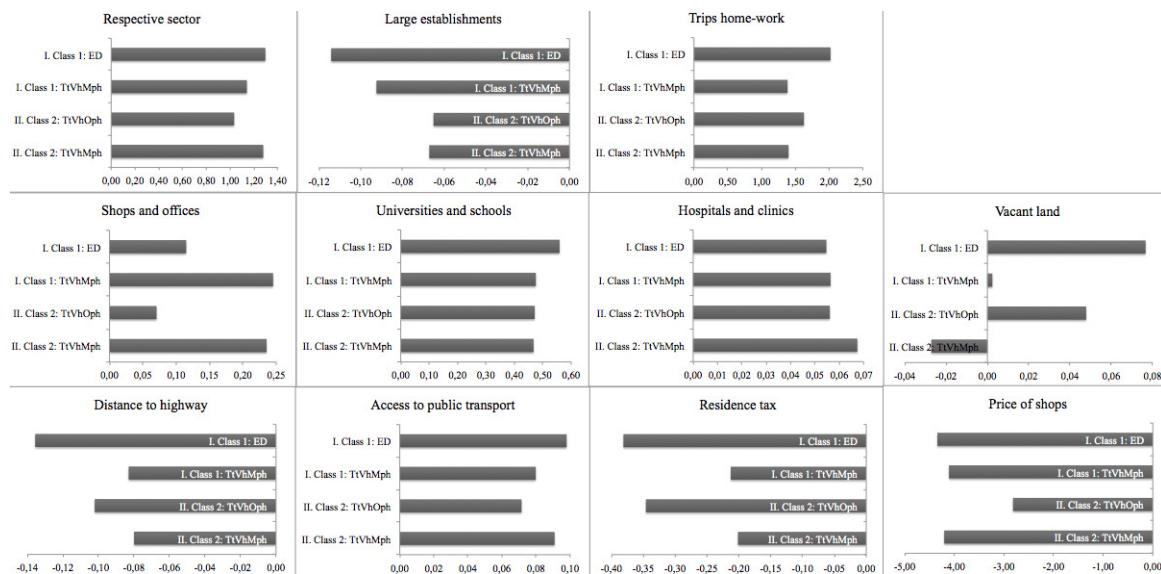 Respective sector
I. Class 1: ED
I. Class 1: TtVhMph
II. Class 2: TtVhOph
II. Class 2: TtVhMph
0,00 0,20 0,40 0,60 0,80 1,00 1,20 1,40
Large establishments
I. Class 1: ED
I. Class 1: TtVhMph
II. Class 2: TtVhOph
II. Class 2: TtVhMph
-0,12 -0,10 -0,08 -0,06 -0,04 -0,02 0,00
Trips home-work
I. Class 1: ED
I. Class 1: TtVhMph
II. Class 2: TtVhOph
II. Class 2: TtVhMph
0,00 0,50 1,00 1,50 2,00 2,50
Shops and offices
I. Class 1: ED
I. Class 1: TtVhMph
II. Class 2: TtVhOph
II. Class 2: TtVhMph
0,00 0,05 0,10 0,15 0,20 0,25
Universities and schools
I. Class 1: ED
I. Class 1: TtVhMph
II. Class 2: TtVhOph
II. Class 2: TtVhMph
0,00 0,10 0,20 0,30 0,40 0,50 0,60
Hospitals and clinics
I. Class 1: ED
I. Class 1: TtVhMph
II. Class 2: TtVhOph
II. Class 2: TtVhMph
0,00 0,01 0,02 0,03 0,04 0,05 0,06 0,07
Vacant land
I. Class 1: ED
I. Class 1: TtVhMph
II. Class 2: TtVhOph
II. Class 2: TtVhMph
-0,04 -0,02 0,00 0,02 0,04 0,06 0,08
Distance to highway
I. Class 1: ED
I. Class 1: TtVhMph
II. Class 2: TtVhOph
II. Class 2: TtVhMph
-0,14 -0,12 -0,10 -0,08 -0,06 -0,04 -0,02 0,00
Access to public transport
I. Class 1: ED
I. Class 1: TtVhMph
II. Class 2: TtVhOph
II. Class 2: TtVhMph
0,00 0,02 0,04 0,06 0,08 0,10
Residence tax
I. Class 1: ED
I. Class 1: TtVhMph
II. Class 2: TtVhOph
II. Class 2: TtVhMph
-0,40 -0,35 -0,30 -0,25 -0,20 -0,15 -0,10 -0,05 0,00
Price of shops
I. Class 1: ED
I. Class 1: TtVhMph
II. Class 2: TtVhOph
II. Class 2: TtVhMph
-5,00 -4,00 -3,00 -2,00 -1,00 0,00